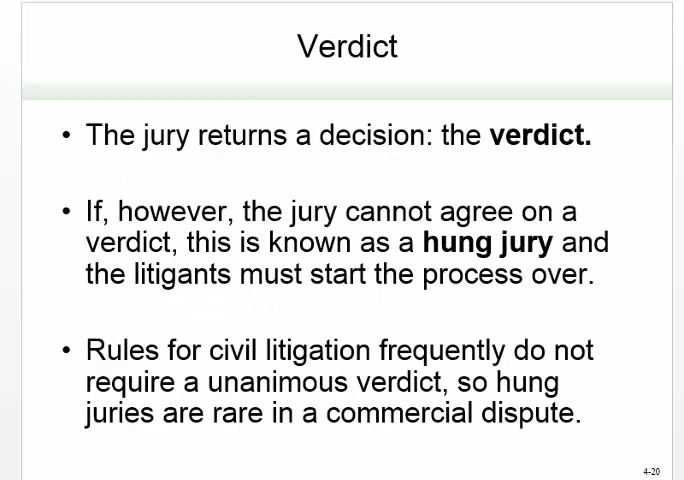 Verdict
• The jury returns a decision: the verdict.
• If, however, the jury cannot agree on a
verdict, this is known as a hung jury and
the litigants must start the process over.
• Rules for civil litigation frequently do not
require a unanimous verdict, so hung
juries are rare in a commercial dispute.
4-20